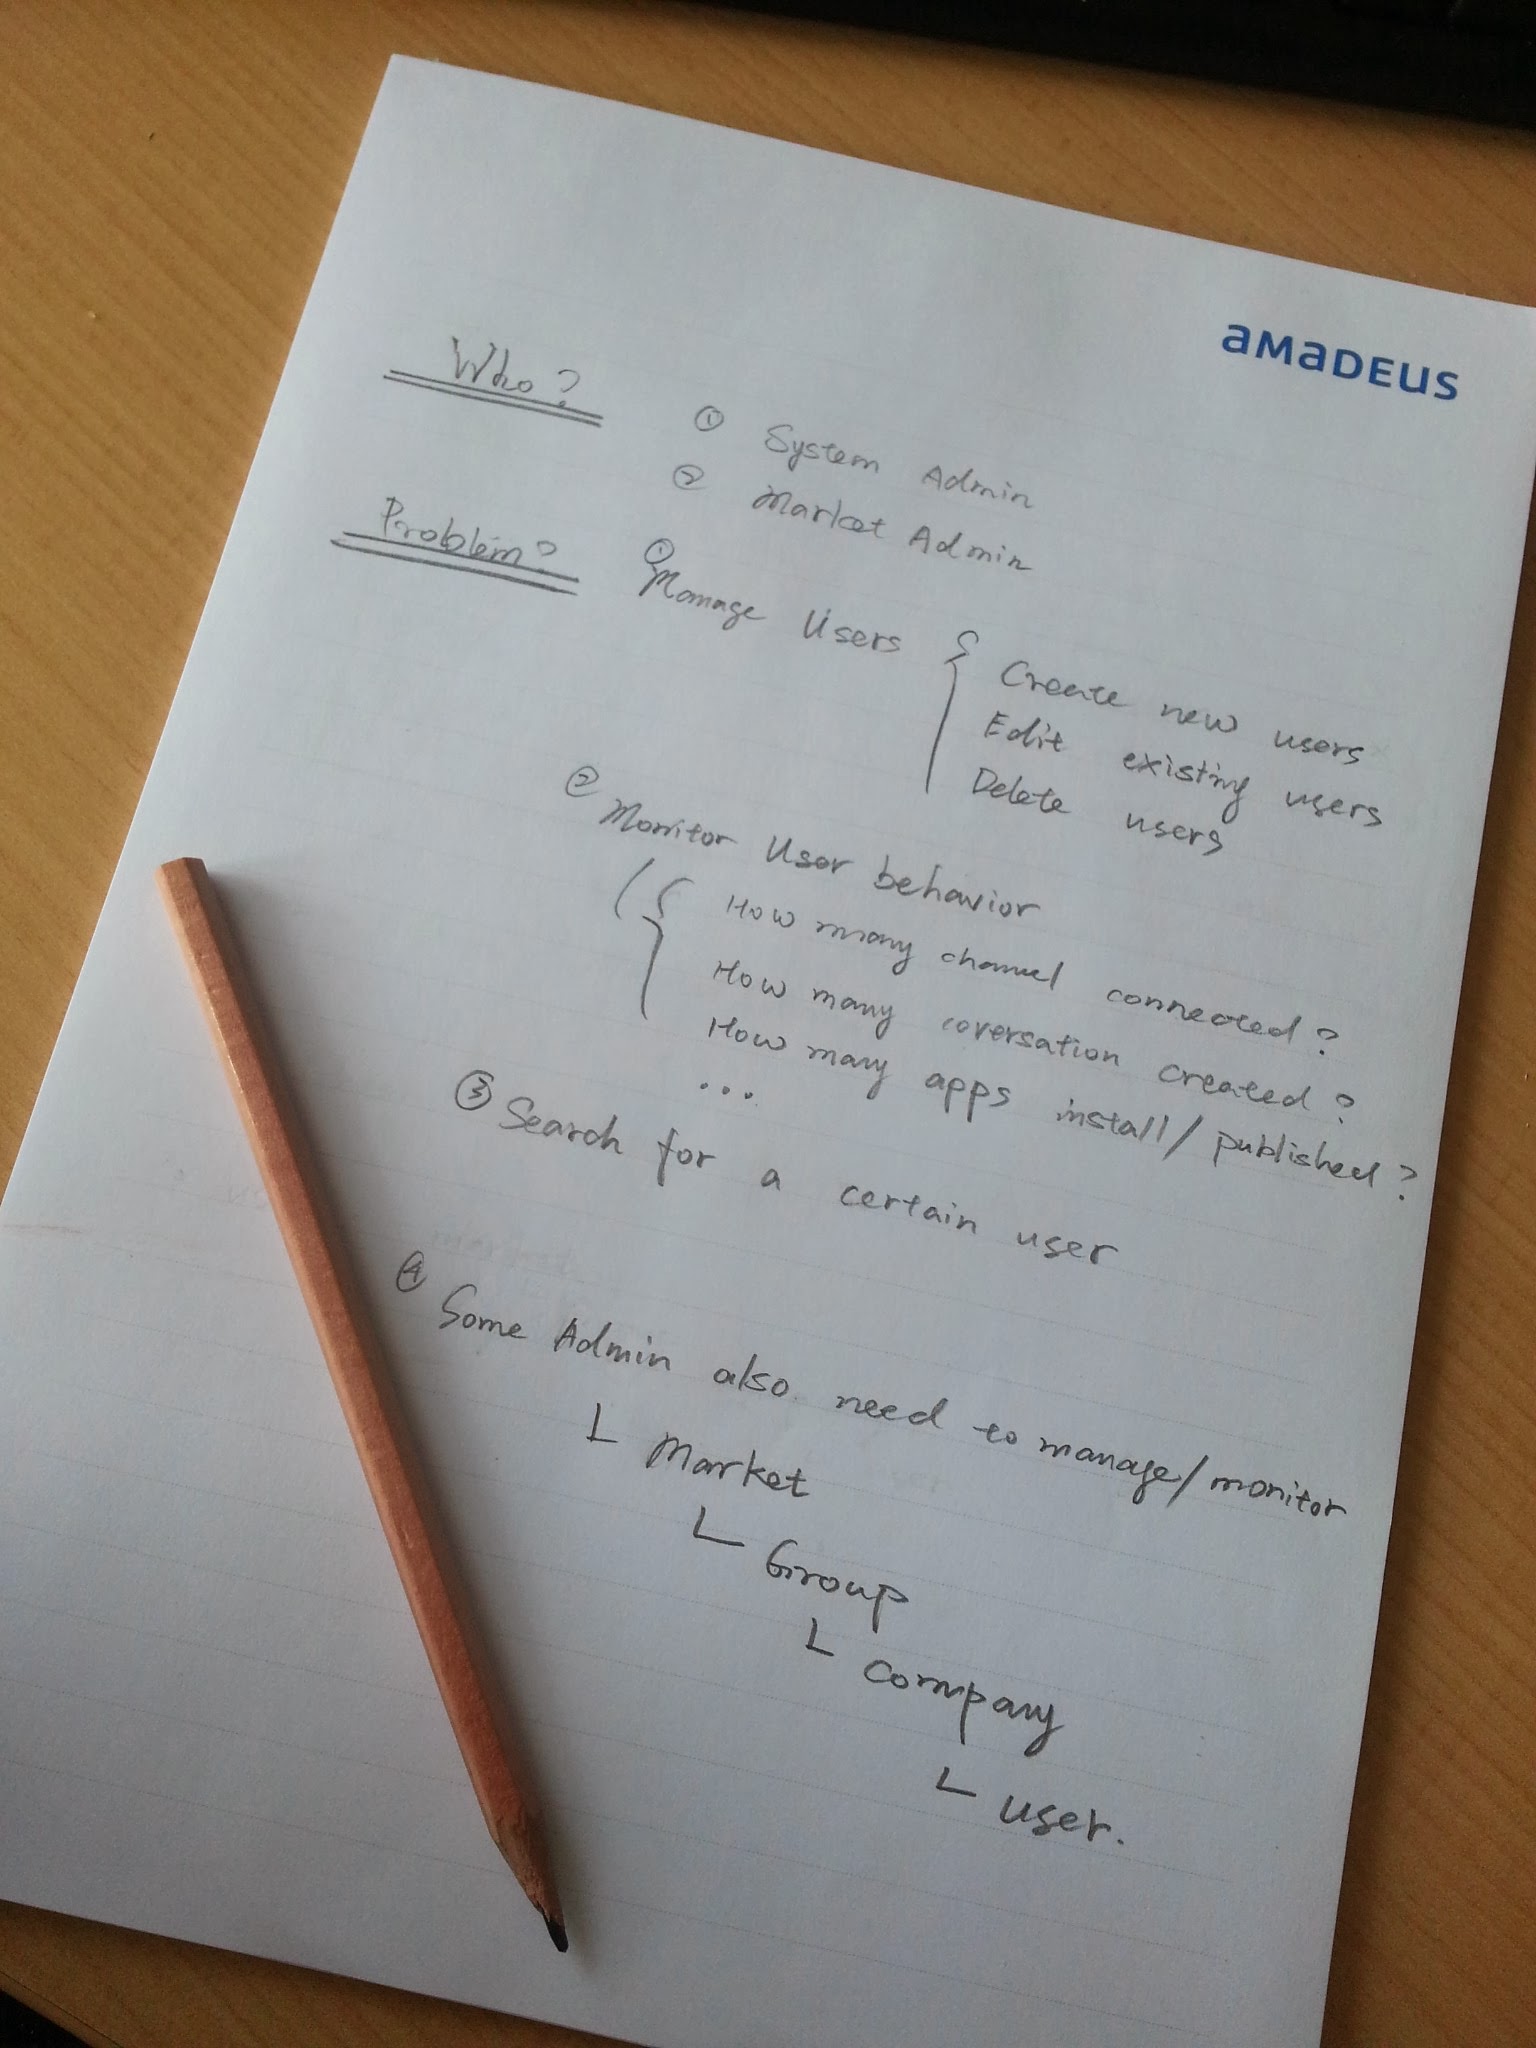 aMaDEUS
Who?
① System Admin
② Market Admin
Problem?
① Manage Users
{ Create new users
Edit existing users
Delete users
② Monitor User behavior
( { How many channel connected?
How many coversation created?
How many apps install/published?
...
③ Search for a certain user
④ Some Admin also need to manage/monitor
└ Market
└ Group
└ Company
└ user.